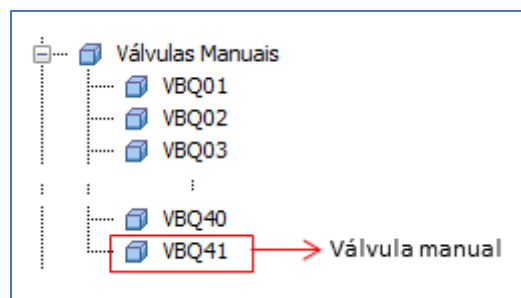 Válvulas Manuais
VBQ01
VBQ02
VBQ03
⋮
VBQ40
VBQ41 Válvula manual